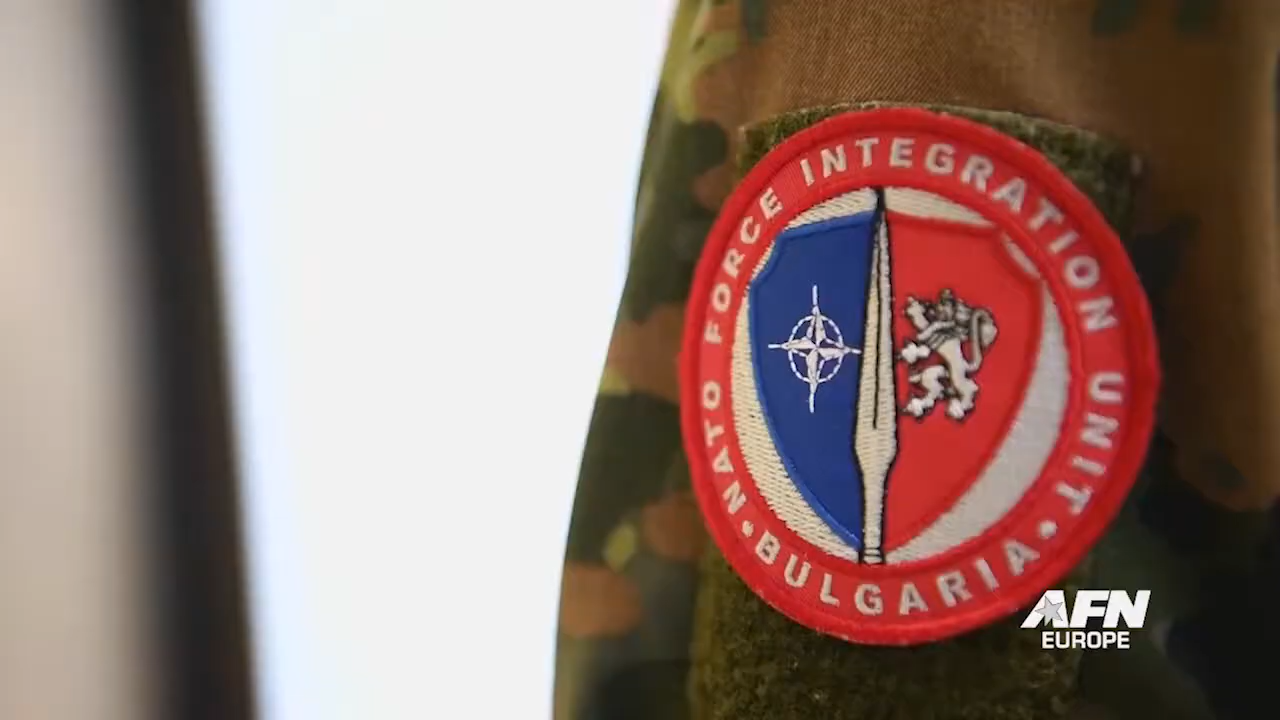 NATO FORCE INTEGRATION UNIT
• BULGARIA •
AFN
EUROPE